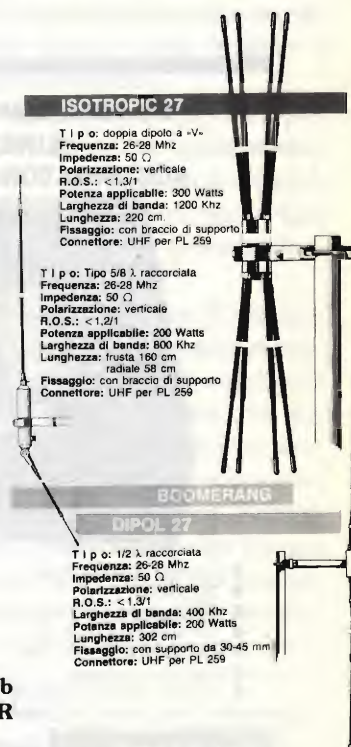 ISOTROPIC 27
Tipo: doppia dipolo a «V»
Frequenza: 26-28 Mhz
Impedenza: 50 Ω
Polarizzazione: verticale
R.O.S.: <1,3/1
Potenza applicabile: 300 Watts
Larghezza di banda: 1200 Khz
Lunghezza: 220 cm.
Fissaggio: con braccio di supporto
Connettore: UHF per PL 259
Tipo: Tipo 5/8 λ raccorciata
Frequenza: 26-28 Mhz
Impedenza: 50 Ω
Polarizzazione: verticale
R.O.S.: <1,2/1
Potenza applicabile: 200 Watts
Larghezza di banda: 800 Khz
Lunghezza: frusta 160 cm
radiale 58 cm
Fissaggio: con braccio di supporto
Connettore: UHF per PL 259
BOOMERANG
DIPOL 27
Tipo: 1/2 λ raccorciata
Frequenza: 26-28 Mhz
Impedenza: 50 Ω
Polarizzazione: verticale
R.O.S.: <1,3/1
Larghezza di banda: 400 Khz
Potenza applicabile: 200 Watts
Lunghezza: 302 cm
Fissaggio: con supporto da 30-45 mm
Connettore: UHF per PL 259
b
R